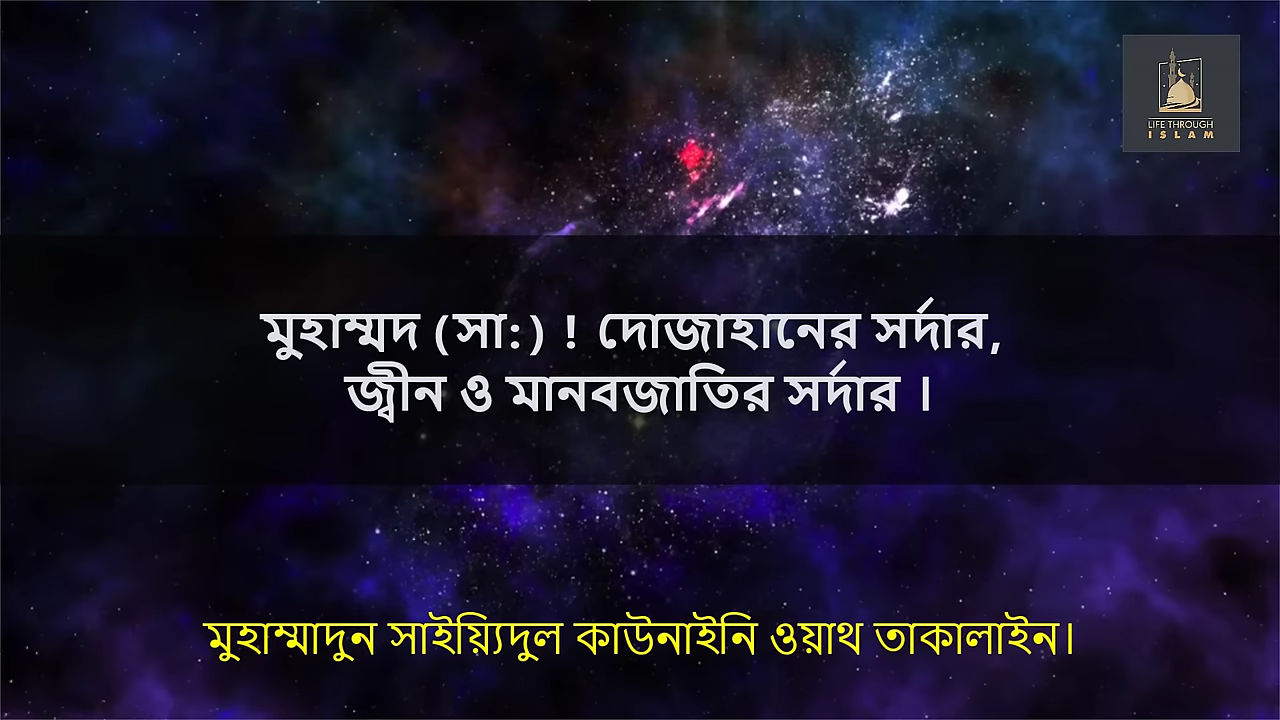 LIFE THROUGH
ISLAM
মুহাম্মদ (সা:) ! দোজাহানের সর্দার,
জ্বীন ও মানবজাতির সর্দার ।
মুহাম্মাদুন সাইয়্যিদুল কাউনাইনি ওয়াথ তাকালাইন।